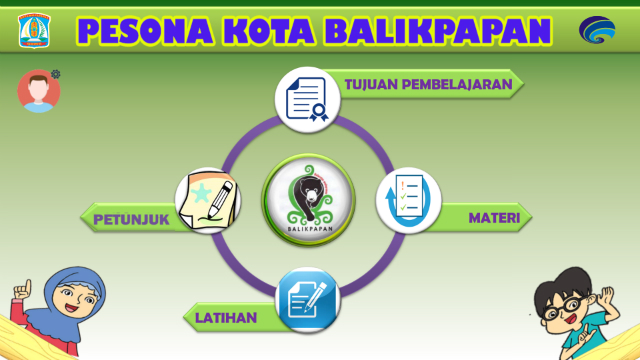 PESONA KOTA BALIKPAPAN
TUJUAN PEMBELAJARAN
PETUNJUK
MATERI
BALIKPAPAN
LATIHAN